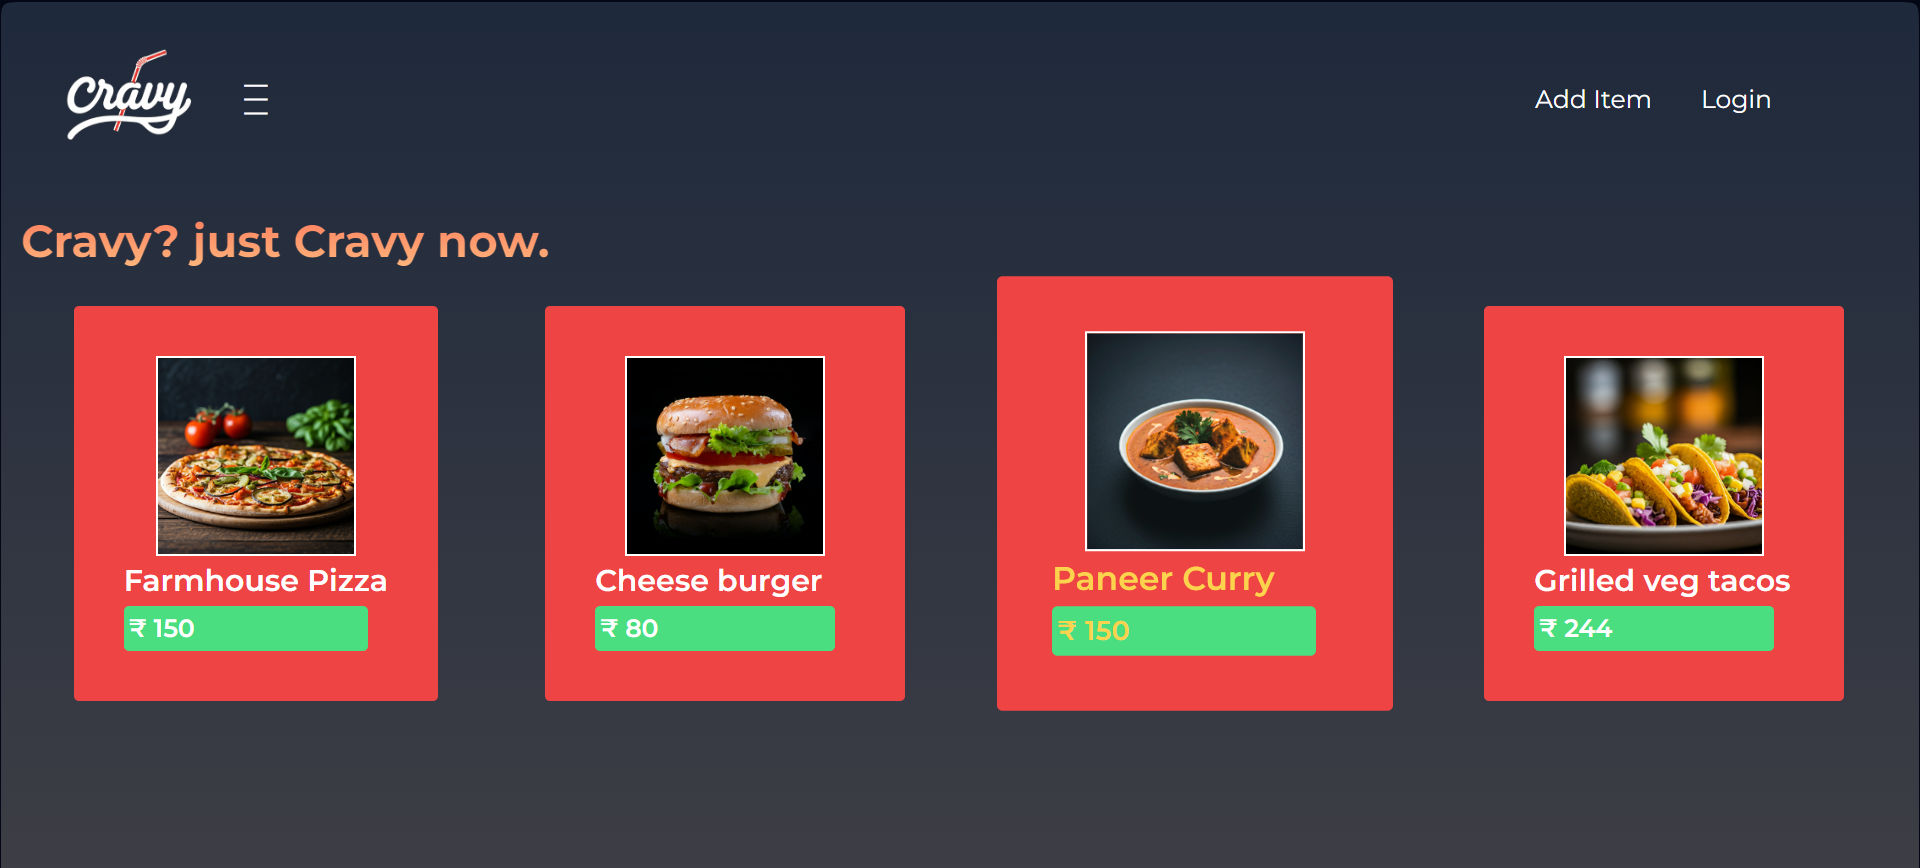 Cravy
Add Item
Login
Cravy? just Cravy now.
Farmhouse Pizza
₹ 150
Cheese burger
₹ 80
Paneer Curry
₹ 150
Grilled veg tacos
₹ 244